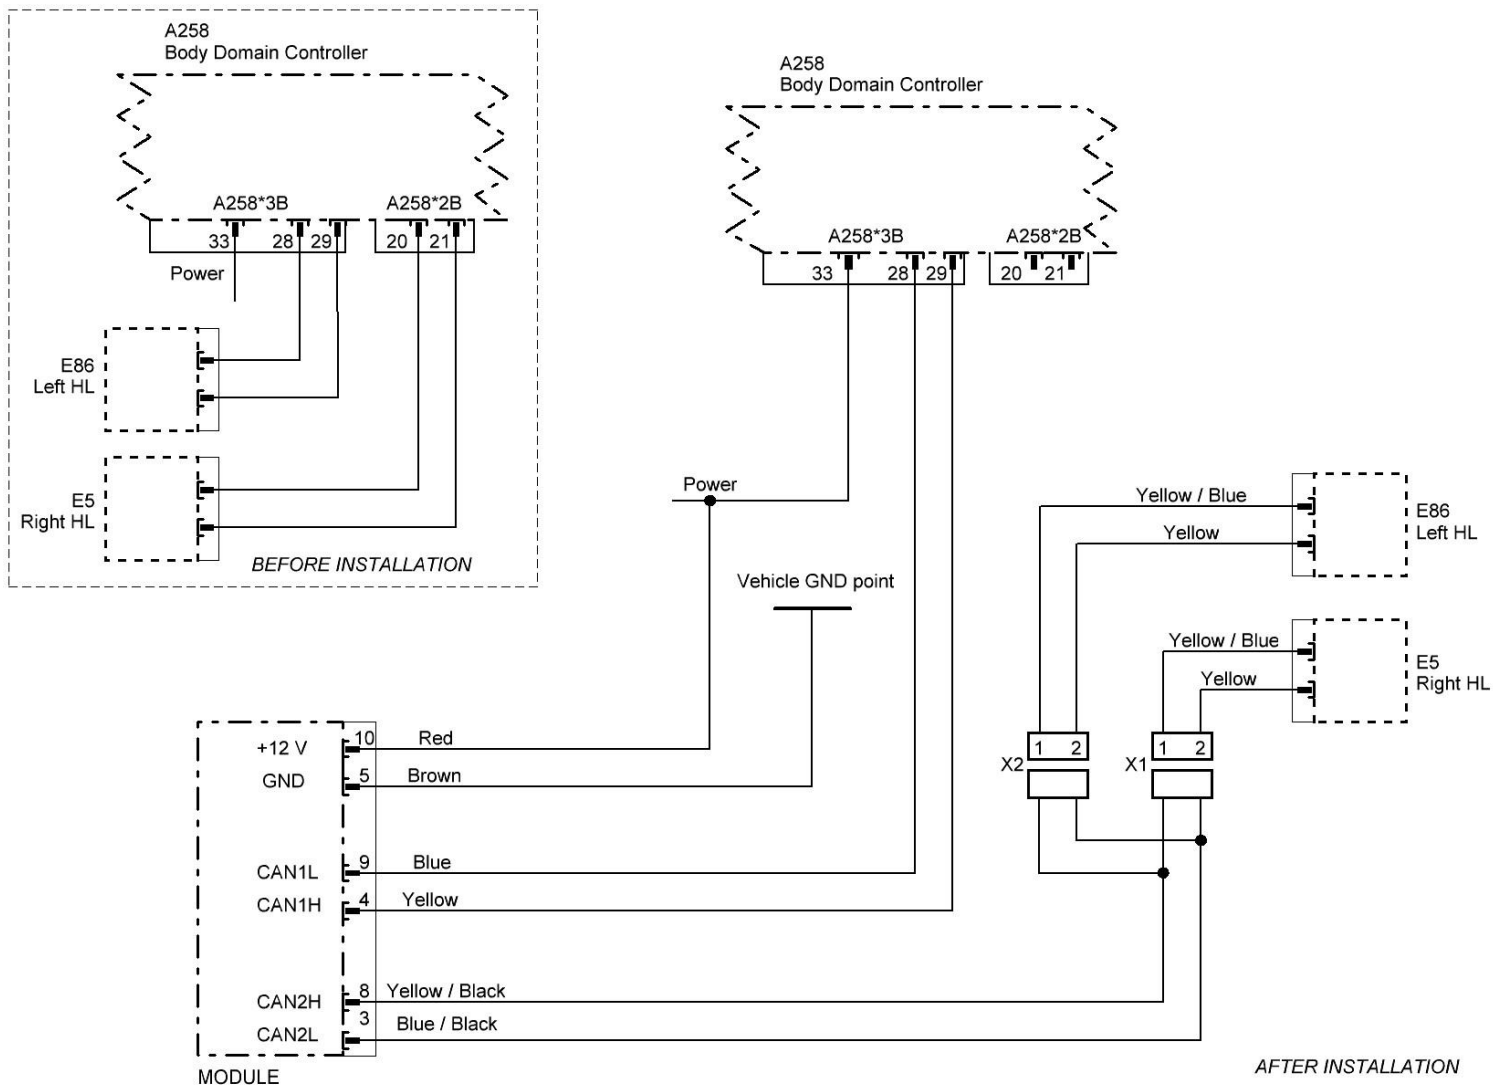 A258
Body Domain Controller
A258*3B
A258*2B
33
28
29
20
21
Power
E86
Left HL
E5
Right HL
BEFORE INSTALLATION
A258
Body Domain Controller
A258*3B
A258*2B
33
28
29
20
21
Power
Vehicle GND point
Yellow / Blue
Yellow
E86
Left HL
Yellow / Blue
Yellow
E5
Right HL
1 2
X2
1 2
X1
+12 V
10
Red
GND
5
Brown
CAN1L
9
Blue
CAN1H
4
Yellow
CAN2H
8
Yellow / Black
CAN2L
3
Blue / Black
MODULE
AFTER INSTALLATION